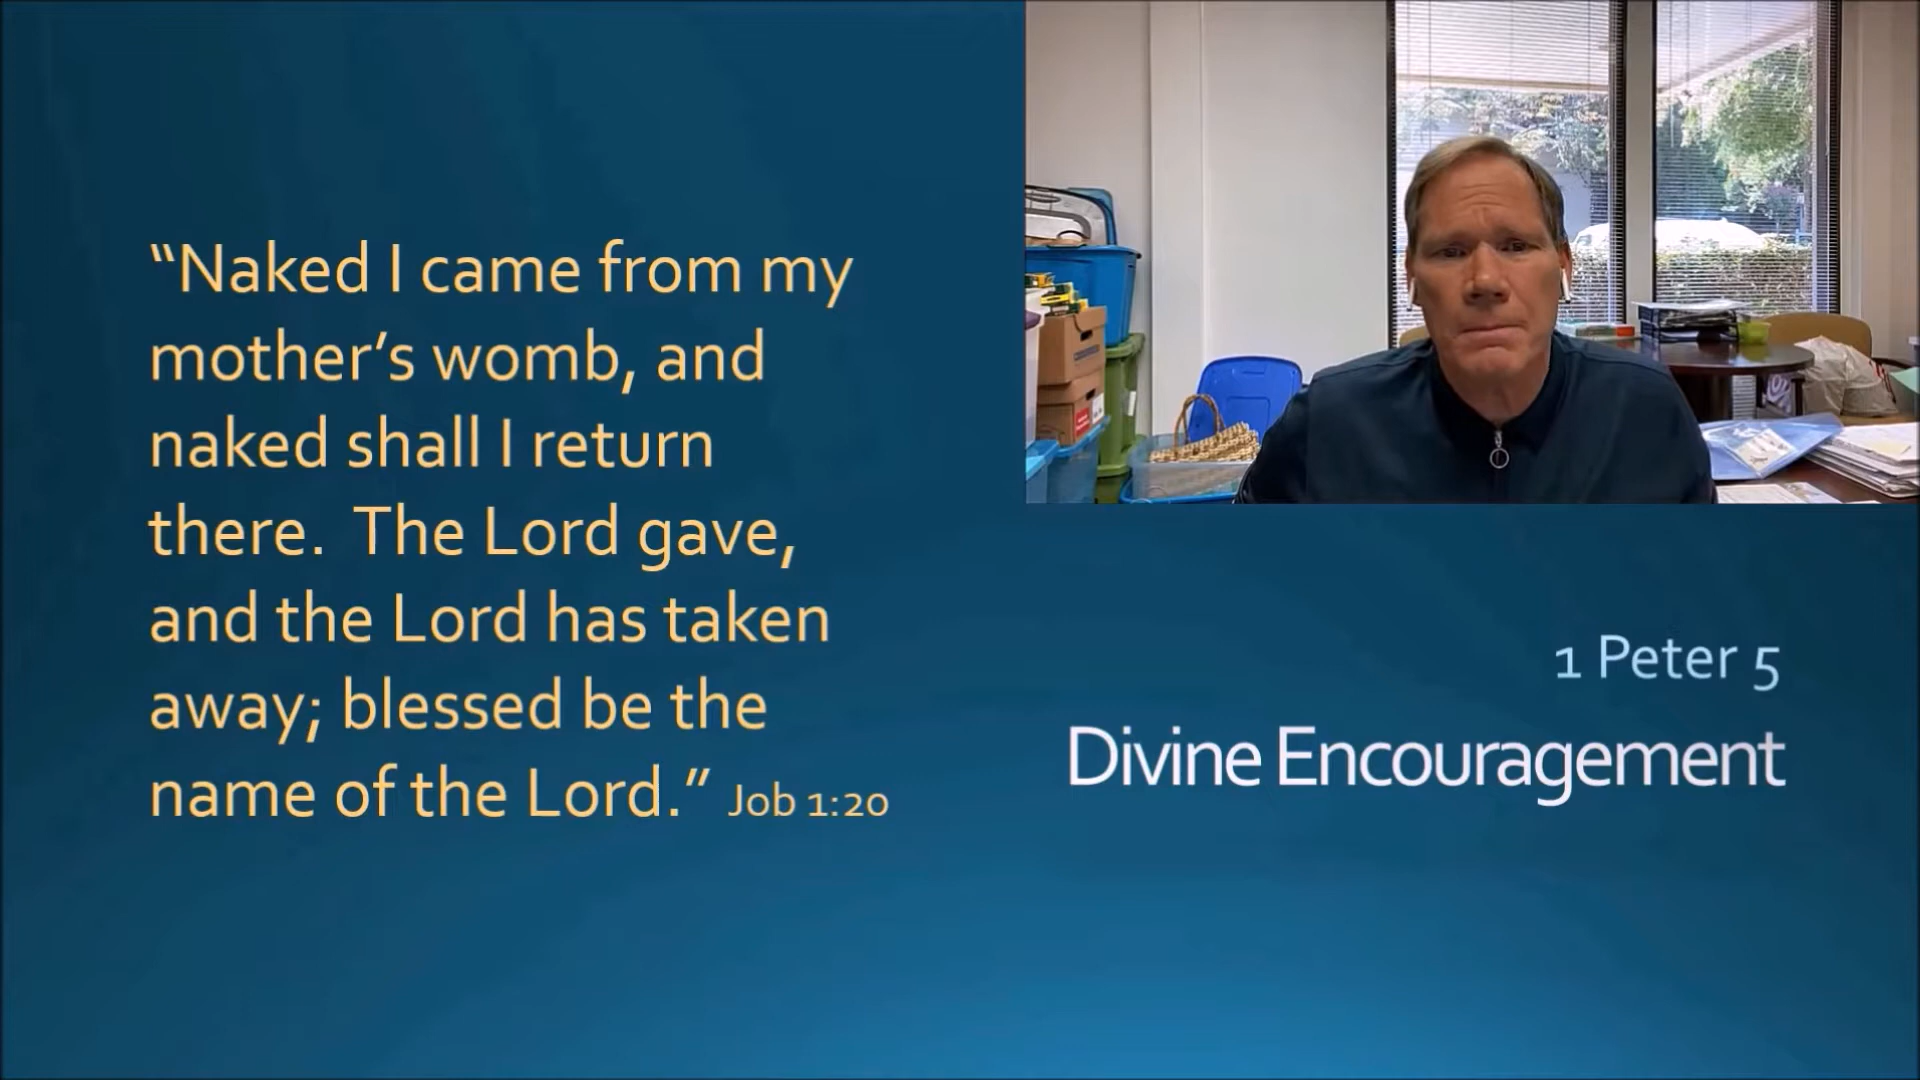 “Naked I came from my
mother’s womb, and
naked shall I return
there.  The Lord gave,
and the Lord has taken
away; blessed be the
name of the Lord.” Job 1:20
1 Peter 5
Divine Encouragement